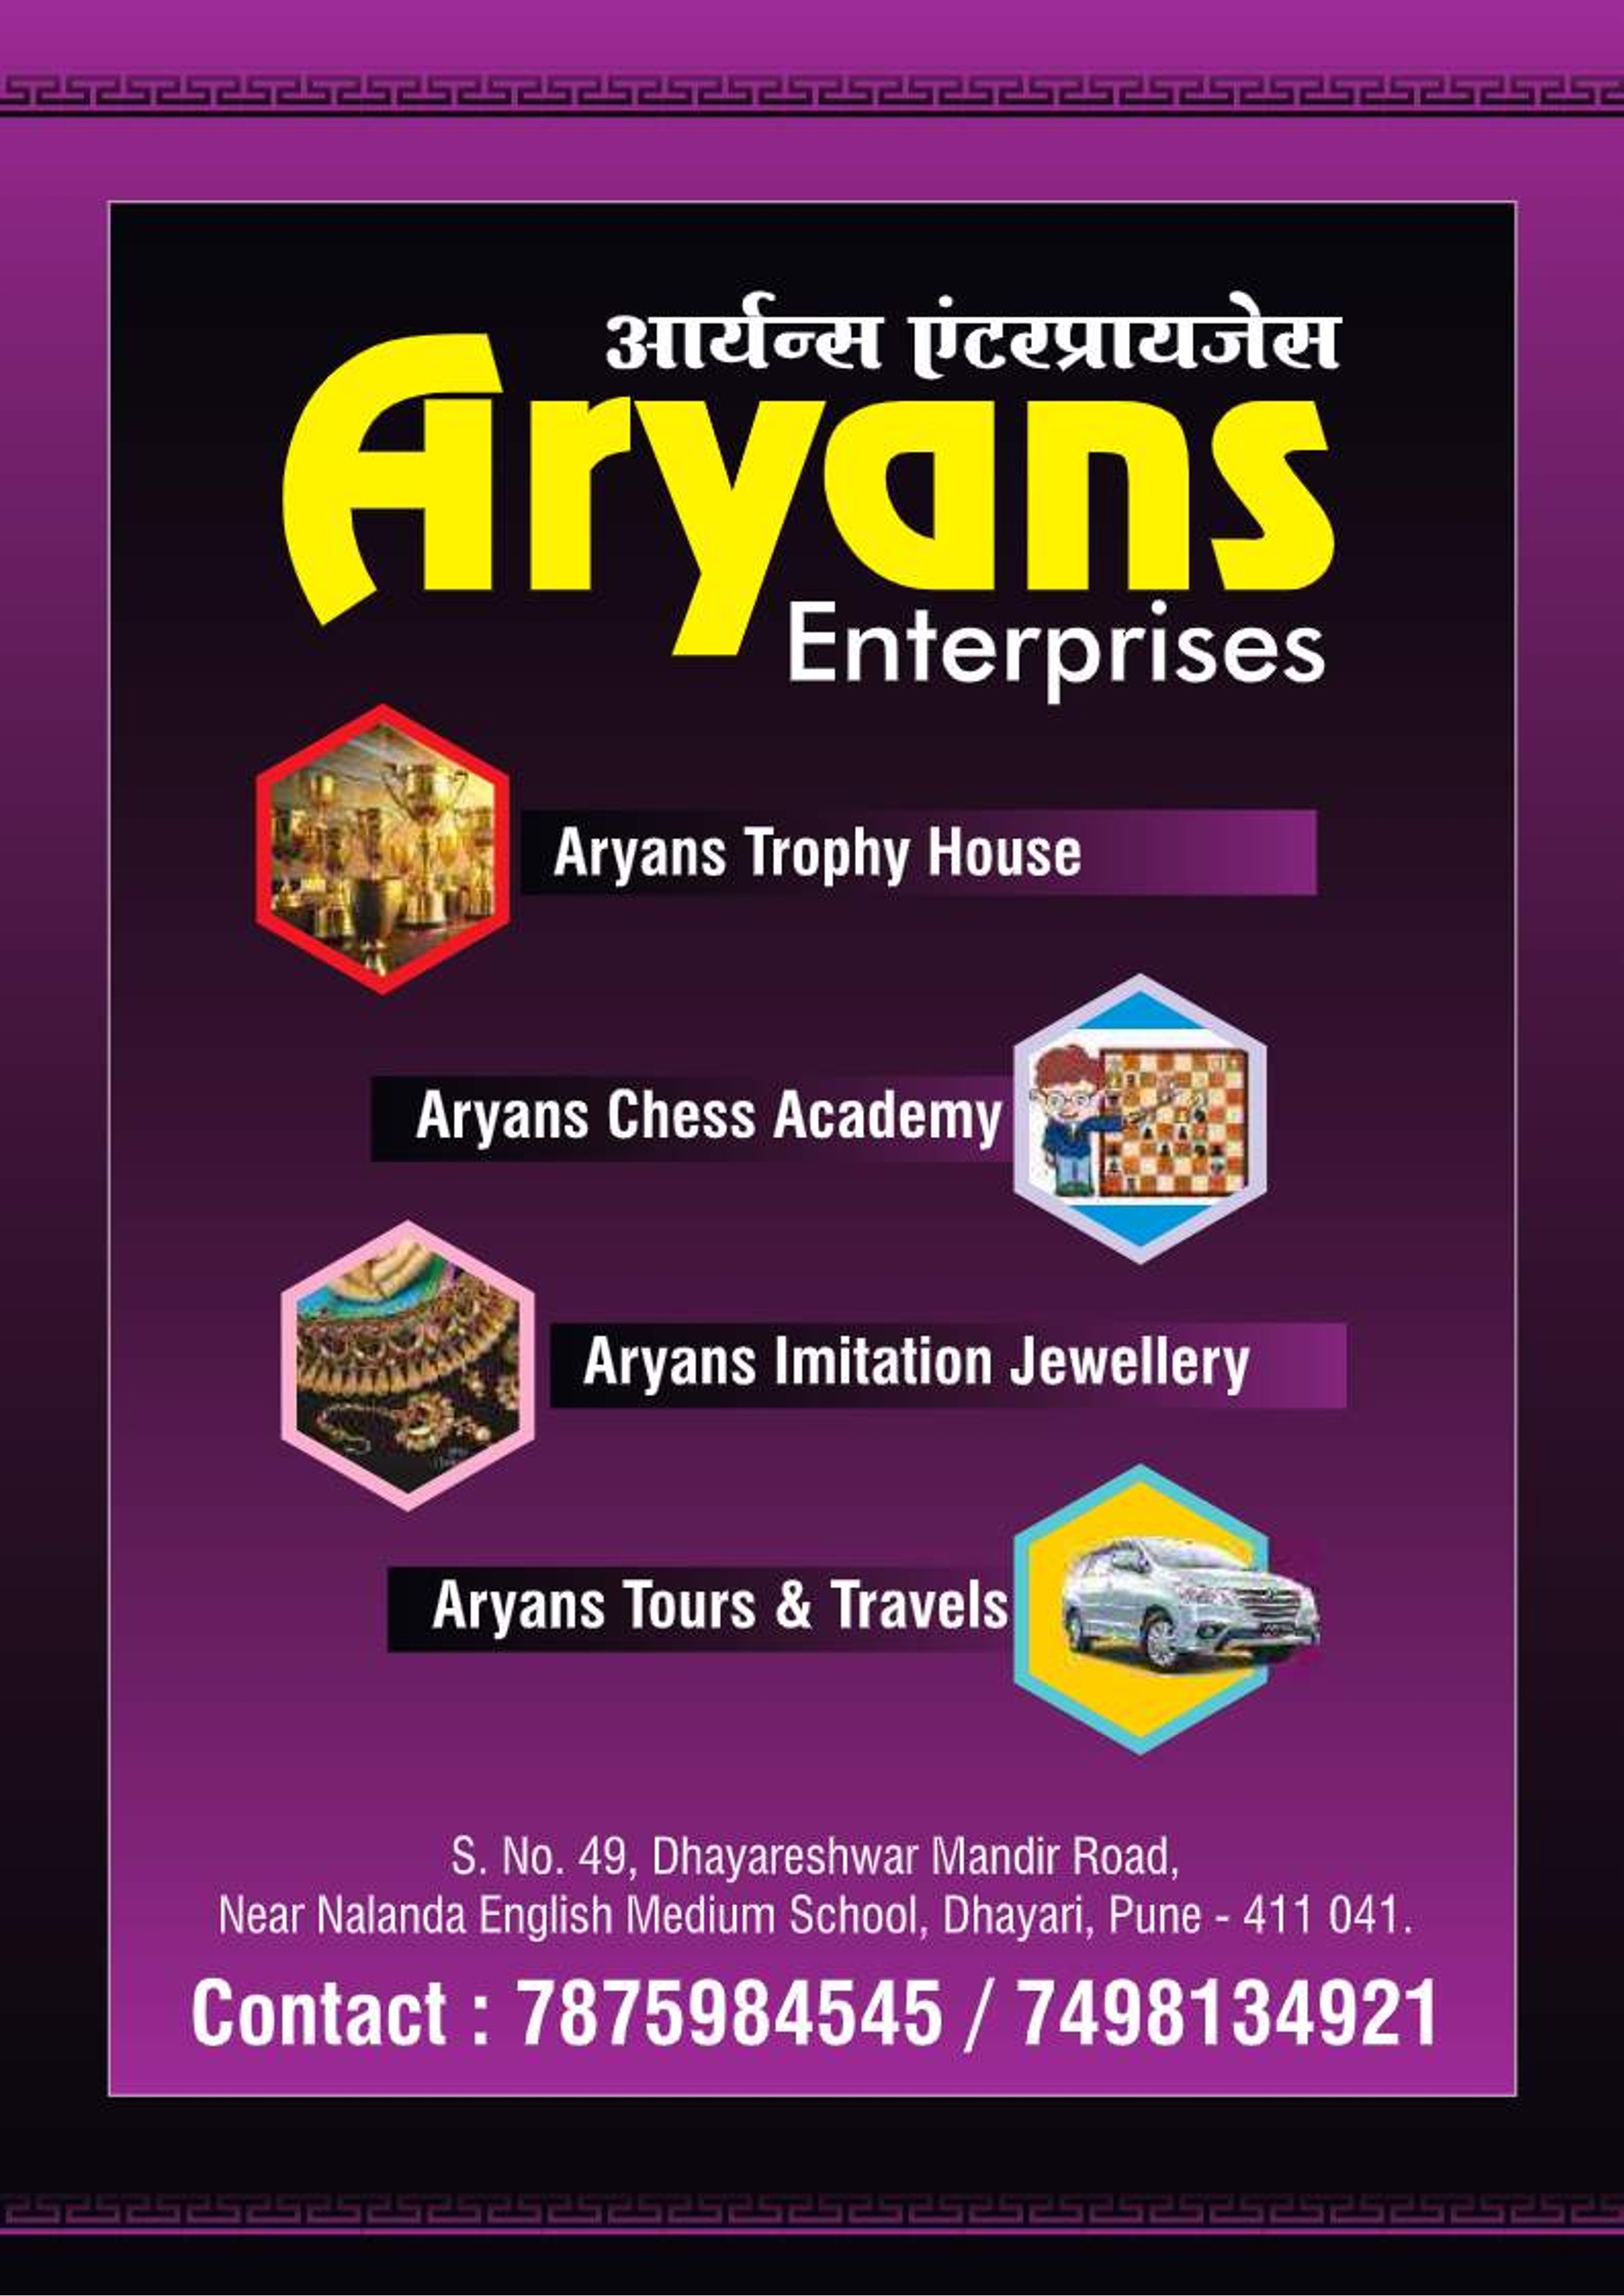 आर्यन्स एंटरप्रायजेस
Aryans
Enterprises
Aryans Trophy House
Aryans Chess Academy
Aryans Imitation Jewellery
Aryans Tours & Travels
S. No. 49, Dhayareshwar Mandir Road,
Near Nalanda English Medium School, Dhayari, Pune - 411 041.
Contact : 7875984545 / 7498134921